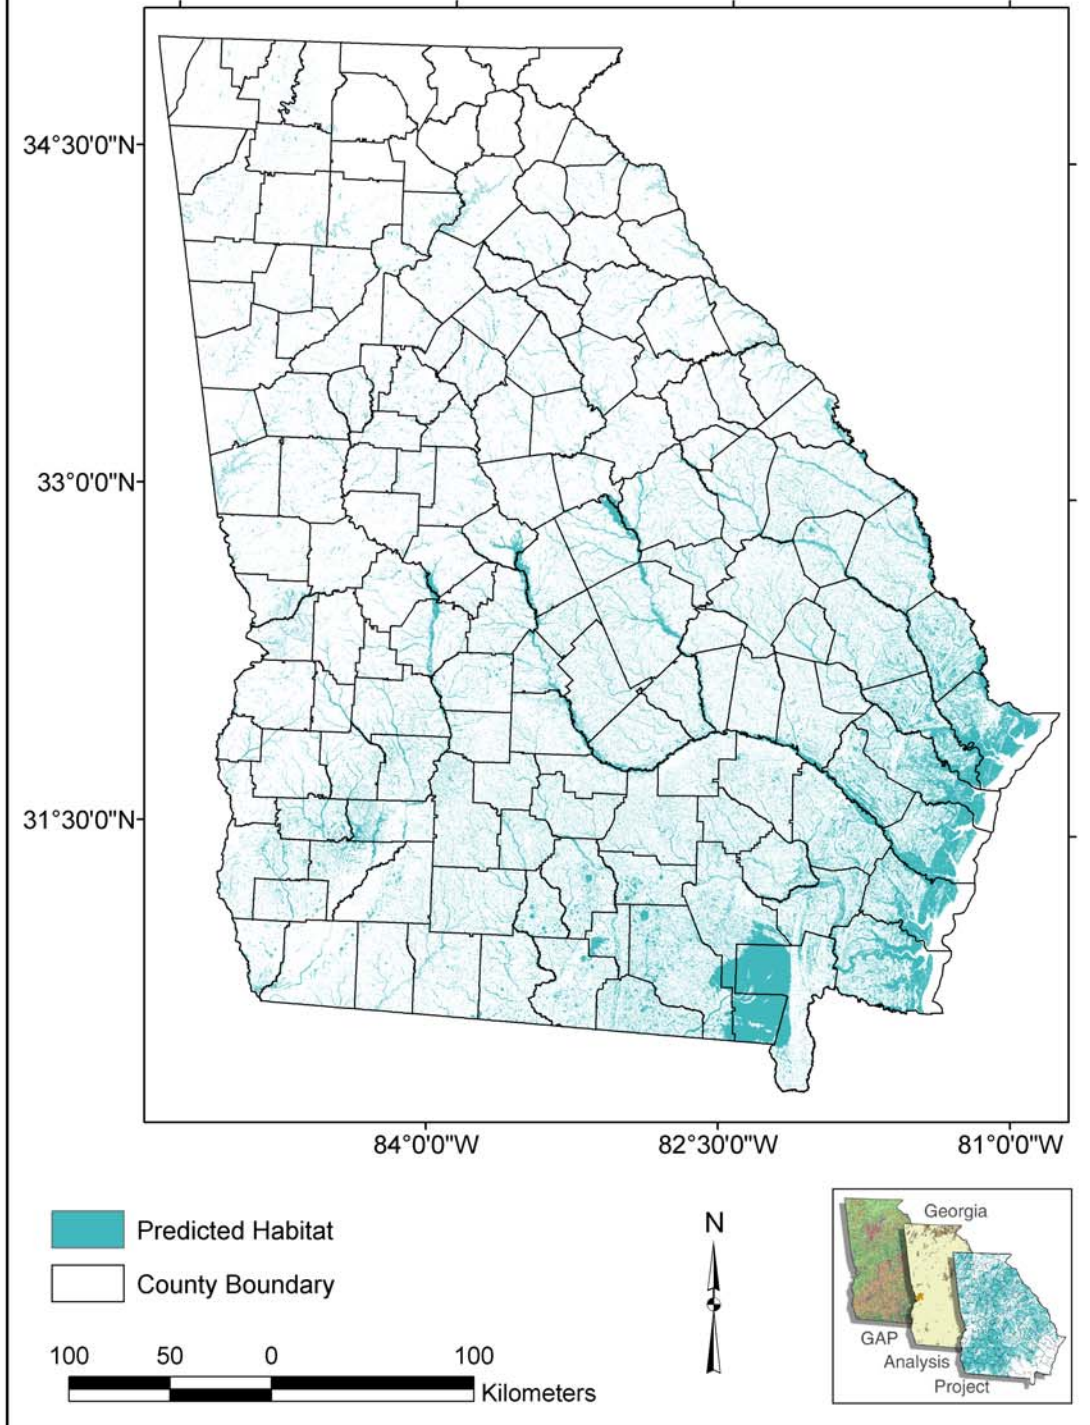 34°30'0"N
33°0'0"N
31°30'0"N
84°0'0"W
82°30'0"W
81°0'0"W
Predicted Habitat
County Boundary
100
50
0
100
Kilometers
N
Georgia
GAP
Analysis
Project